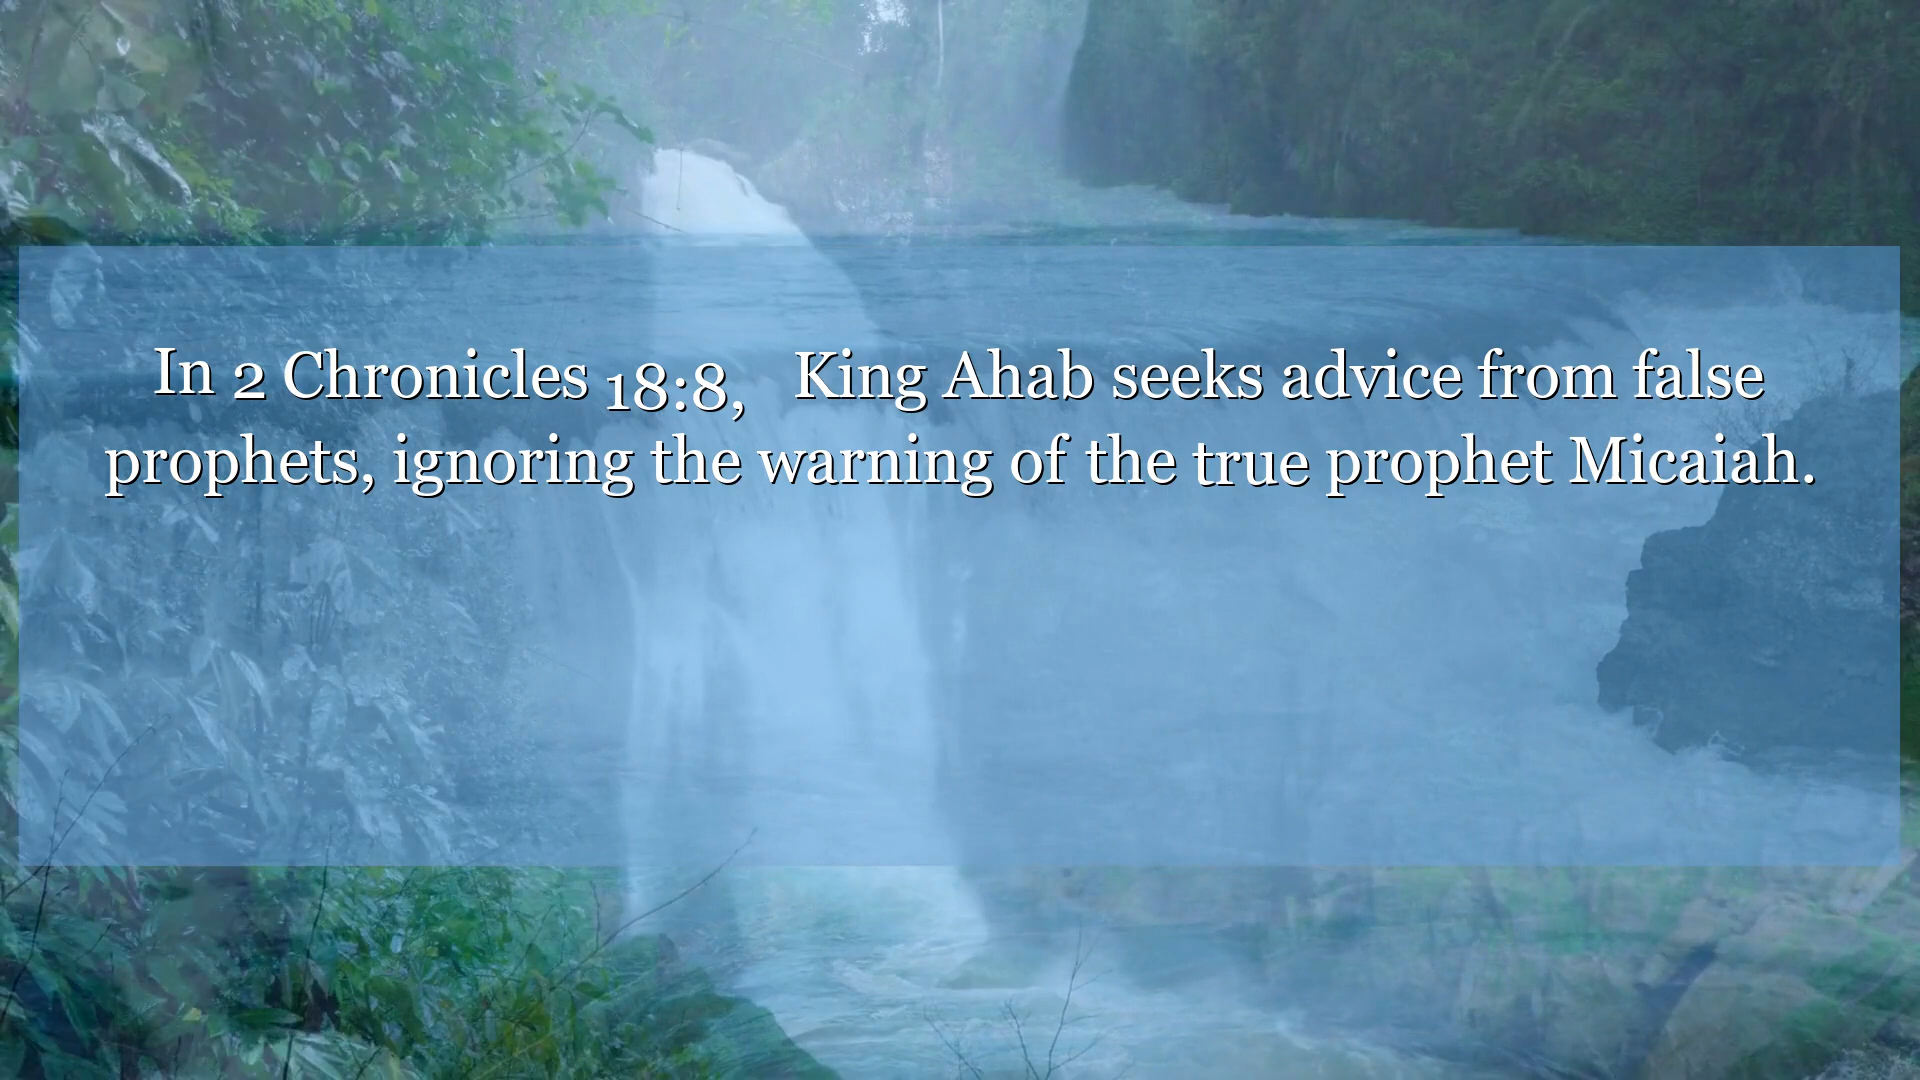 In 2 Chronicles 18:8, King Ahab seeks advice from false
prophets, ignoring the warning of the true prophet Micaiah.